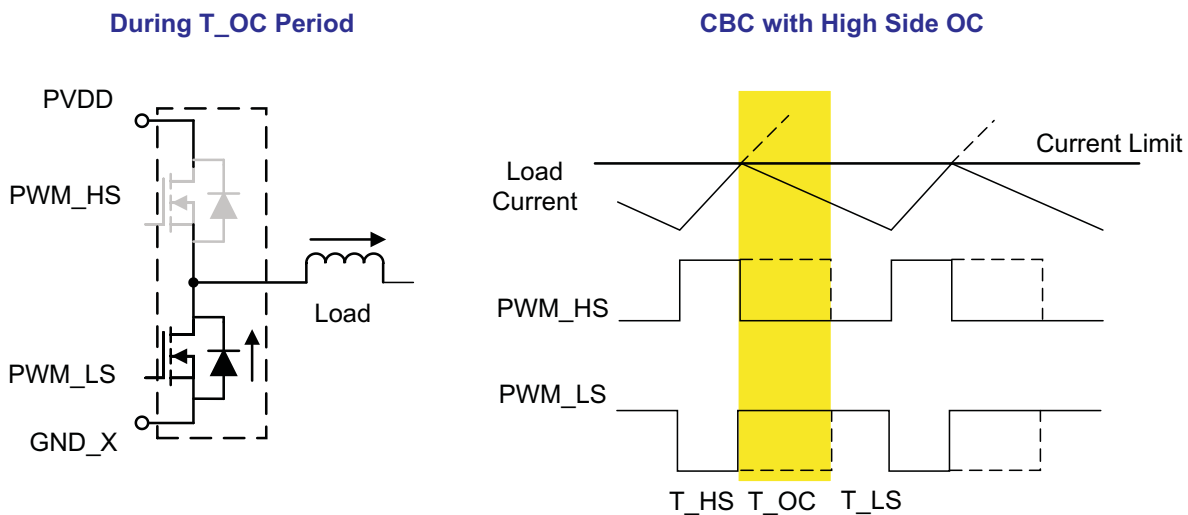 During T_OC Period
PVDD
PWM_HS
Load
PWM_LS
GND_X
CBC with High Side OC
Current Limit
Load
Current
PWM_HS
PWM_LS
T_HS T_OC T_LS